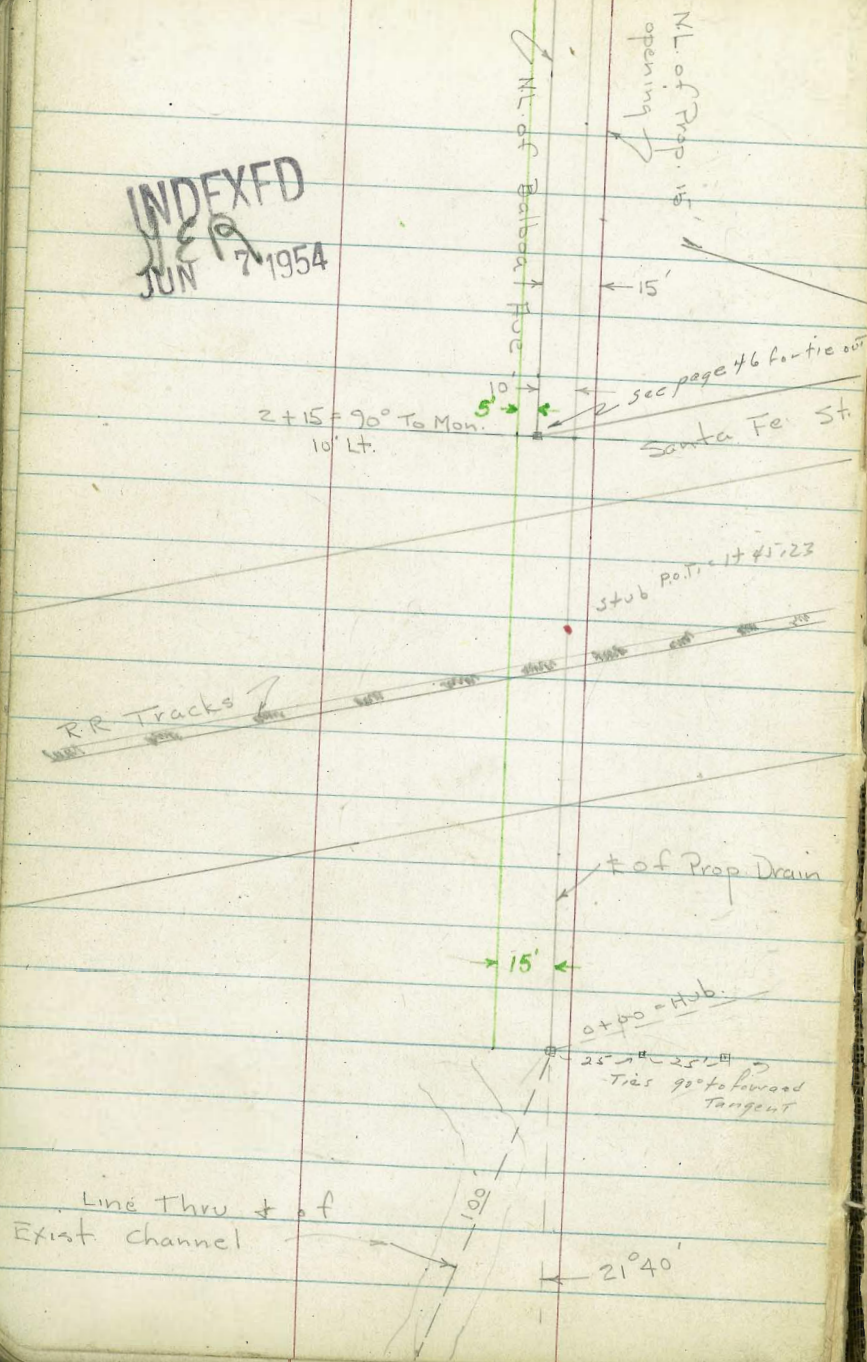 N.L. of Prop. 15'
opening
N.L. of Balboa Ave.
INDEXED
JUN 7 1954
15'
10'
5'
see page 46 for tie out
2+15 = 90° To Mon.
10' Lt.
Santa Fe St.
Stub P.O.T. = 1+45.23
R.R Tracks
℄ of Prop. Drain
15'
0+00 = Hub.
25' 25'
Ties 90° to forward
Tangent
100'
Line Thru ℄ of
Exist. Channel
21°40'